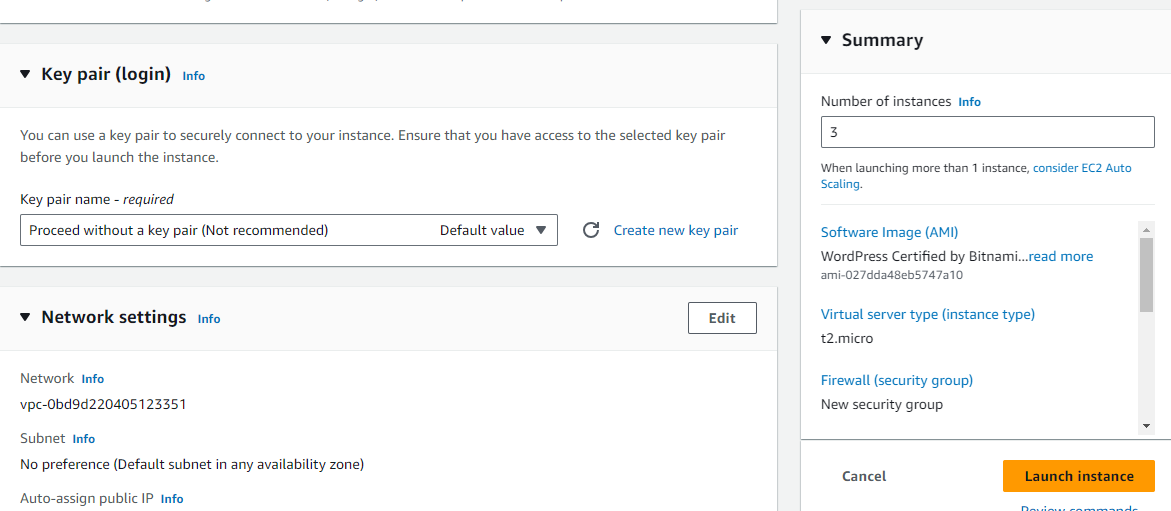 Key pair (login) Info
You can use a key pair to securely connect to your instance. Ensure that you have access to the selected key pair
before you launch the instance.
Key pair name - required
Proceed without a key pair (Not recommended) Default value
Create new key pair
Network settings Info
Edit
Network Info
vpc-0bd9d220405123351
Subnet Info
No preference (Default subnet in any availability zone)
Auto-assign public IP Info
Summary
Number of instances Info
3
When launching more than 1 instance, consider EC2 Auto
Scaling.
Software Image (AMI)
WordPress Certified by Bitnami...read more
ami-027dda48eb5747a10
Virtual server type (instance type)
t2.micro
Firewall (security group)
New security group
Cancel
Launch instance
Review commands